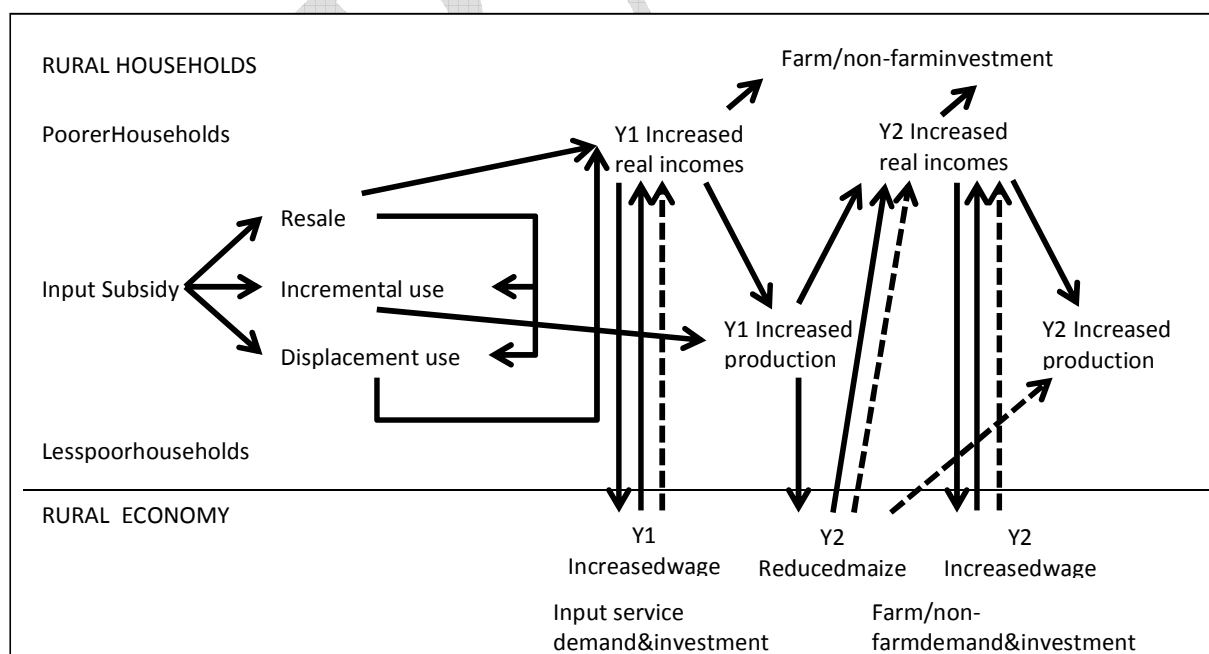 RURAL HOUSEHOLDS
Farm/non-farminvestment
PoorerHouseholds
Y1 Increased
real incomes
Y2 Increased
real incomes
Resale
Input Subsidy
Incremental use
Displacement use
Y1 Increased
production
Y2 Increased
production
Lesspoorhouseholds
RURAL ECONOMY
Y1
Increasedwage
Y2
Reducedmaize
Y2
Increasedwage
Input service
demand&investment
Farm/non-
farmdemand&investment